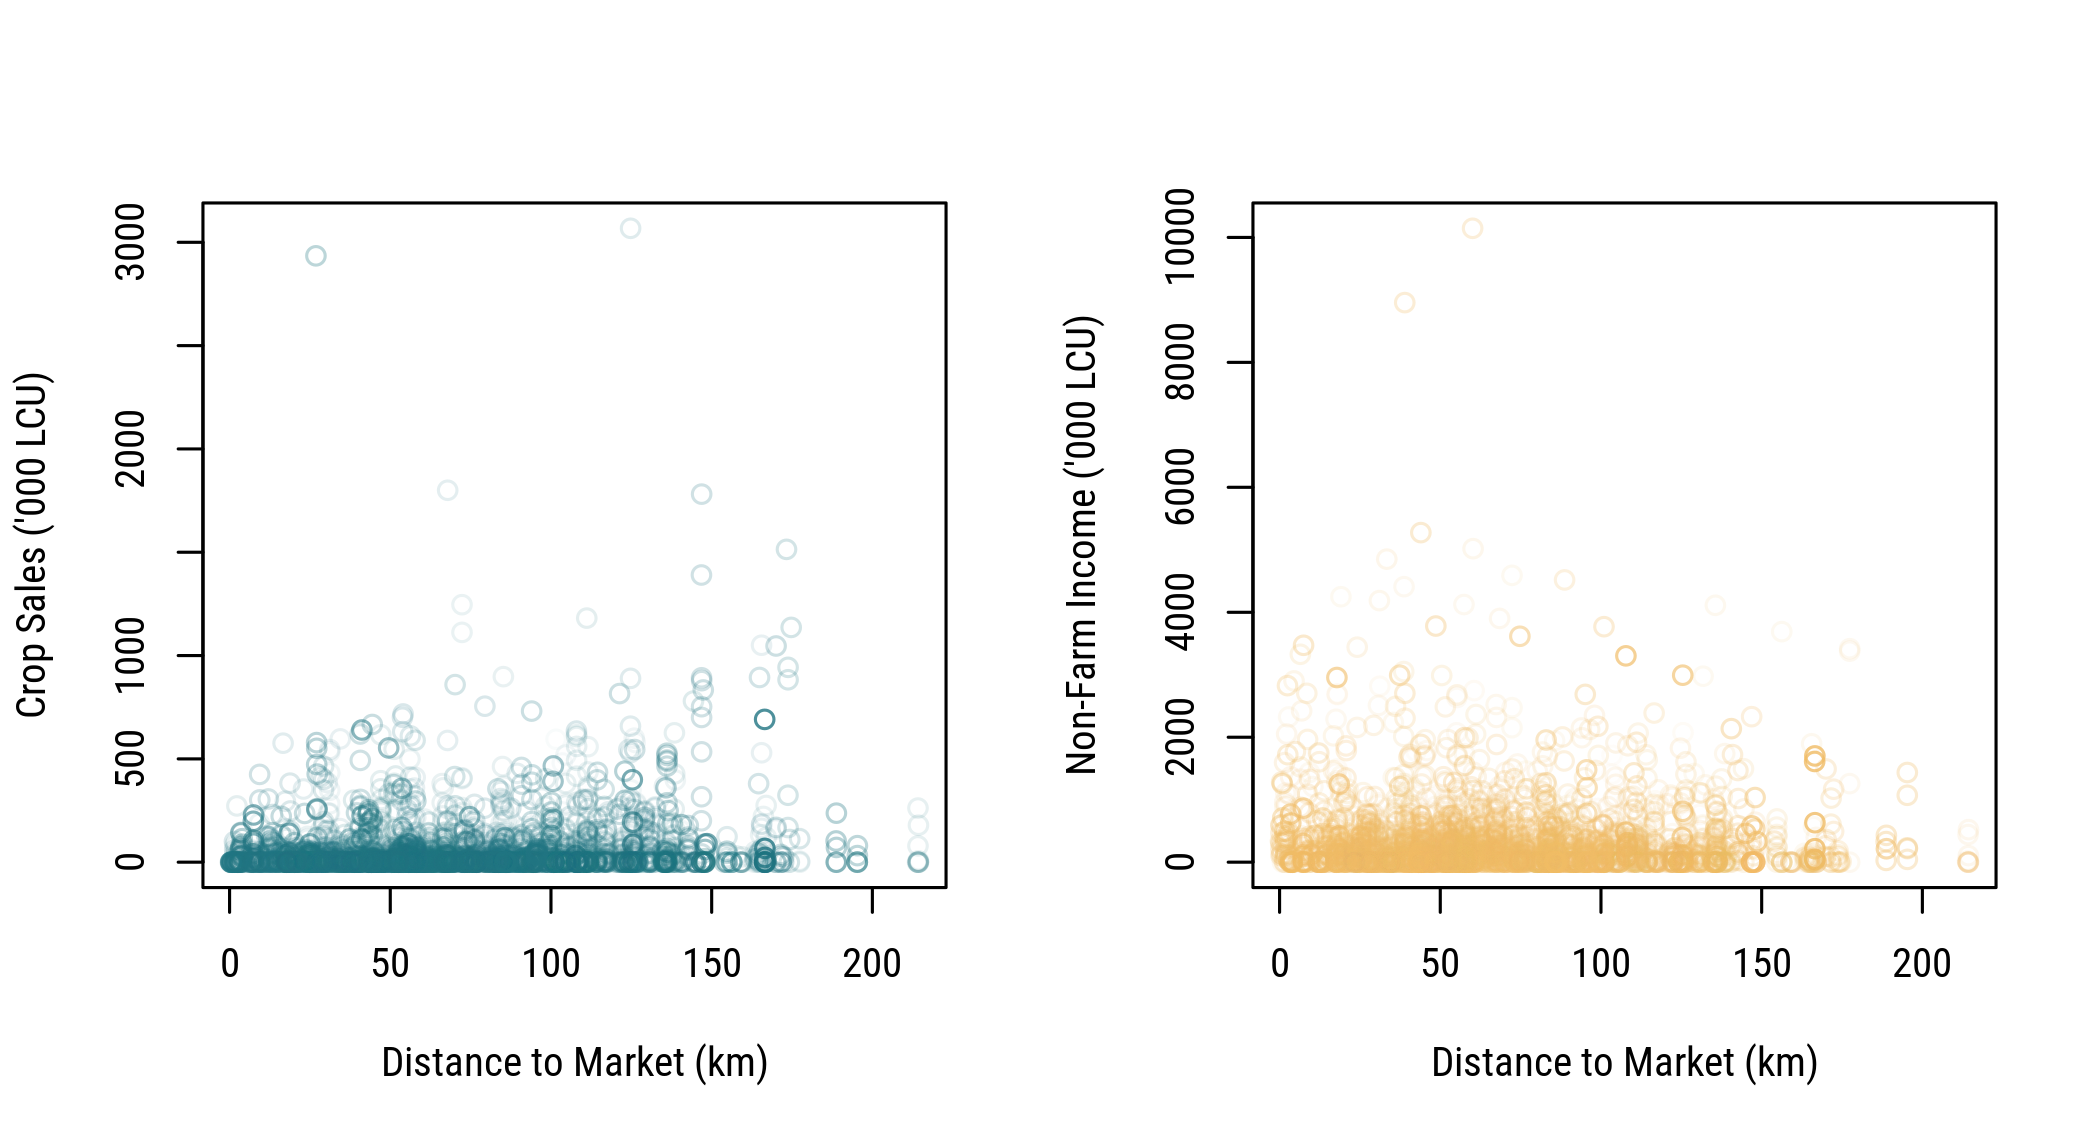 Crop Sales ('000 LCU)
3000
2000
1000
500
0
0 50 100 150 200
Distance to Market (km)
Non-Farm Income ('000 LCU)
10000
8000
6000
4000
2000
0
0 50 100 150 200
Distance to Market (km)